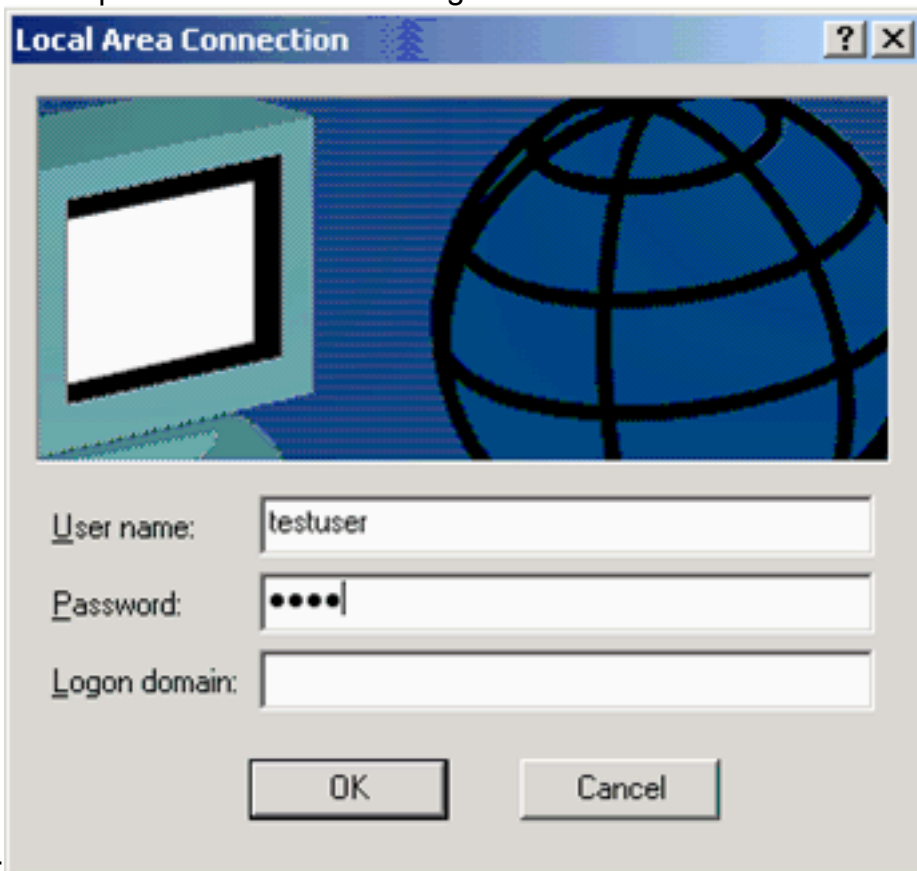 Local Area Connection
User name: testuser
Password: ••••
Logon domain:
OK Cancel